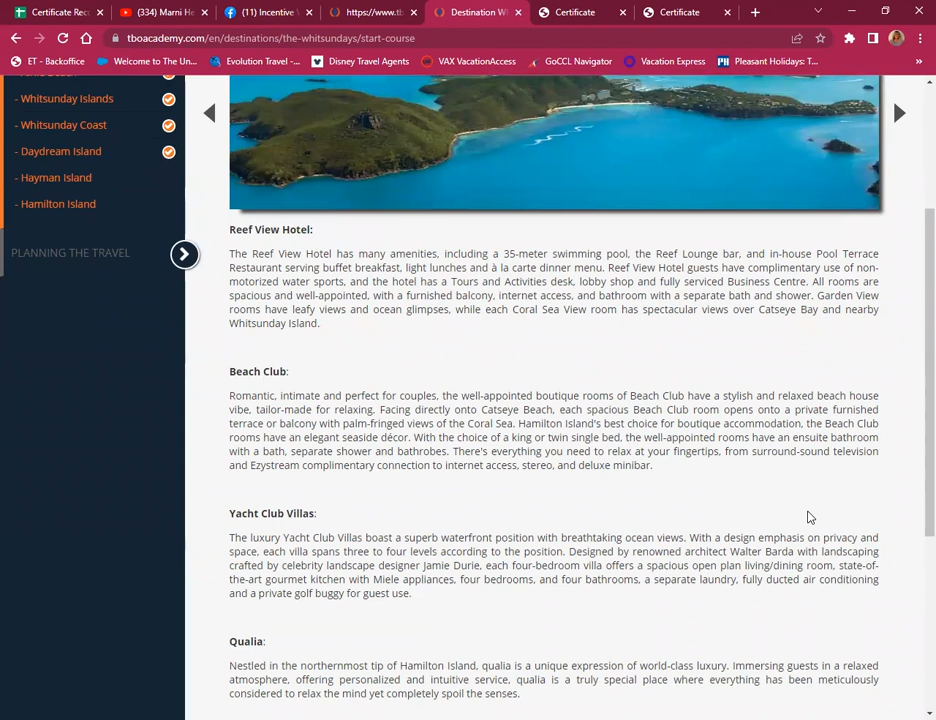 Certificate Reco
(334) Marni He
(11) Incentive
https://www.tb
Destination W
Certificate
Certificate
tboacademy.com/en/destinations/the-whitsundays/start-course
ET - Backoffice
Welcome to The Un...
Evolution Travel -...
Disney Travel Agents
VAX VacationAccess
GoCCL Navigator
Vacation Express
Pleasant Holidays: T...
- Whitsunday Islands
- Whitsunday Coast
- Daydream Island
- Hayman Island
- Hamilton Island
PLANNING THE TRAVEL
Reef View Hotel:
The Reef View Hotel has many amenities, including a 35-meter swimming pool, the Reef Lounge bar, and in-house Pool Terrace
Restaurant serving buffet breakfast, light lunches and à la carte dinner menu. Reef View Hotel guests have complimentary use of non-
motorized water sports, and the hotel has a Tours and Activities desk, lobby shop and fully serviced Business Centre. All rooms are
spacious and well-appointed, with a furnished balcony, internet access, and bathroom with a separate bath and shower. Garden View
rooms have leafy views and ocean glimpses, while each Coral Sea View room has spectacular views over Catseye Bay and nearby
Whitsunday Island.
Beach Club:
Romantic, intimate and perfect for couples, the well-appointed boutique rooms of Beach Club have a stylish and relaxed beach house
vibe, tailor-made for relaxing. Facing directly onto Catseye Beach, each spacious Beach Club room opens onto a private furnished
terrace or balcony with palm-fringed views of the Coral Sea. Hamilton Island's best choice for boutique accommodation, the Beach Club
rooms have an elegant seaside décor. With the choice of a king or twin single bed, the well-appointed rooms have an ensuite bathroom
with a bath, separate shower and bathrobes. There's everything you need to relax at your fingertips, from surround-sound television
and Ezystream complimentary connection to internet access, stereo, and deluxe minibar.
Yacht Club Villas:
The luxury Yacht Club Villas boast a superb waterfront position with breathtaking ocean views. With a design emphasis on privacy and
space, each villa spans three to four levels according to the position. Designed by renowned architect Walter Barda with landscaping
crafted by celebrity landscape designer Jamie Durie, each four-bedroom villa offers a spacious open plan living/dining room, state-of-
the-art gourmet kitchen with Miele appliances, four bedrooms, and four bathrooms, a separate laundry, fully ducted air conditioning
and a private golf buggy for guest use.
Qualia:
Nestled in the northernmost tip of Hamilton Island, qualia is a unique expression of world-class luxury. Immersing guests in a relaxed
atmosphere, offering personalized and intuitive service, qualia is a truly special place where everything has been meticulously
considered to relax the mind yet completely spoil the senses.